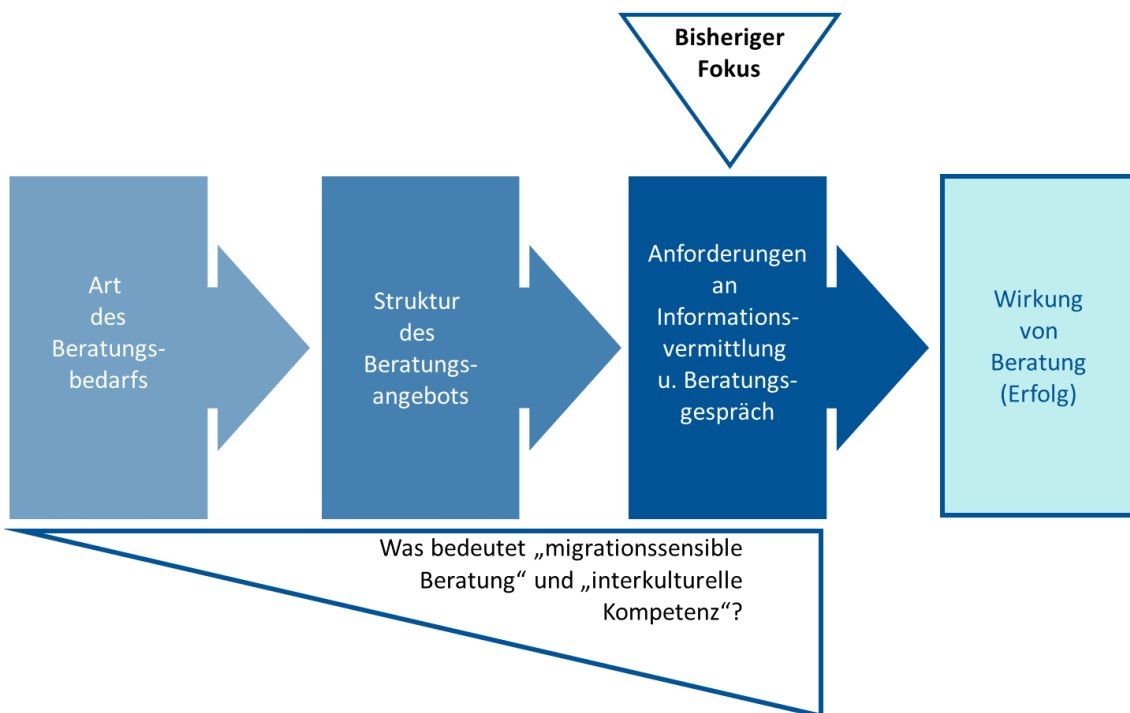 Bisheriger
Fokus
Art
des
Beratungs-
bedarfs
Struktur
des
Beratungs-
angebots
Anforderungen
an
Informations-
vermittlung
u. Beratungs-
gespräch
Wirkung
von
Beratung
(Erfolg)
Was bedeutet „migrationssensible
Beratung“ und „interkulturelle
Kompetenz“?